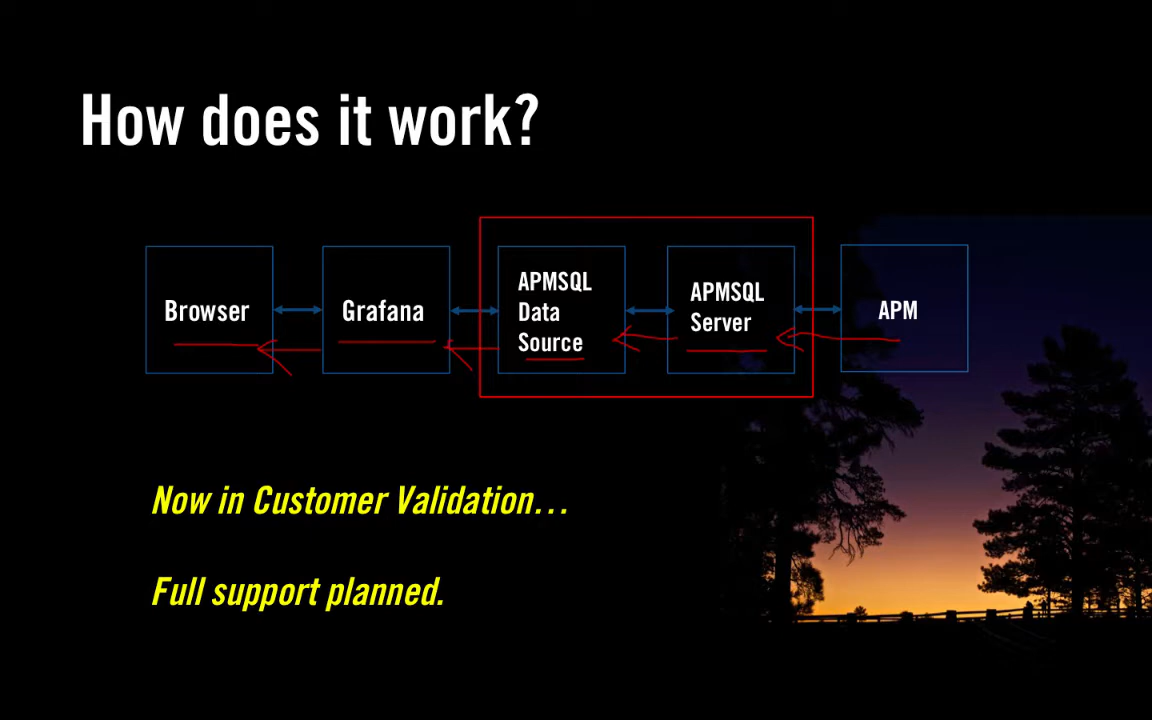 How does it work?
Browser
Grafana
APMSQL
Data
Source
APMSQL
Server
APM
Now in Customer Validation…
Full support planned.